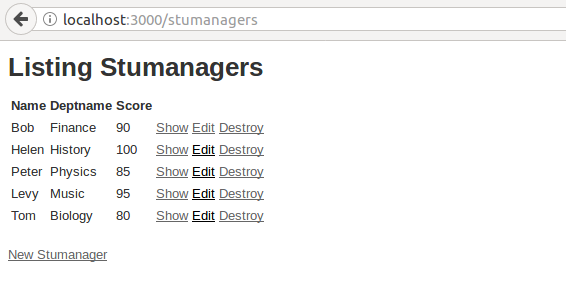 localhost:3000/stumanagers
Listing Stumanagers
Name Deptname Score
Bob Finance 90 Show Edit Destroy
Helen History 100 Show Edit Destroy
Peter Physics 85 Show Edit Destroy
Levy Music 95 Show Edit Destroy
Tom Biology 80 Show Edit Destroy
New Stumanager